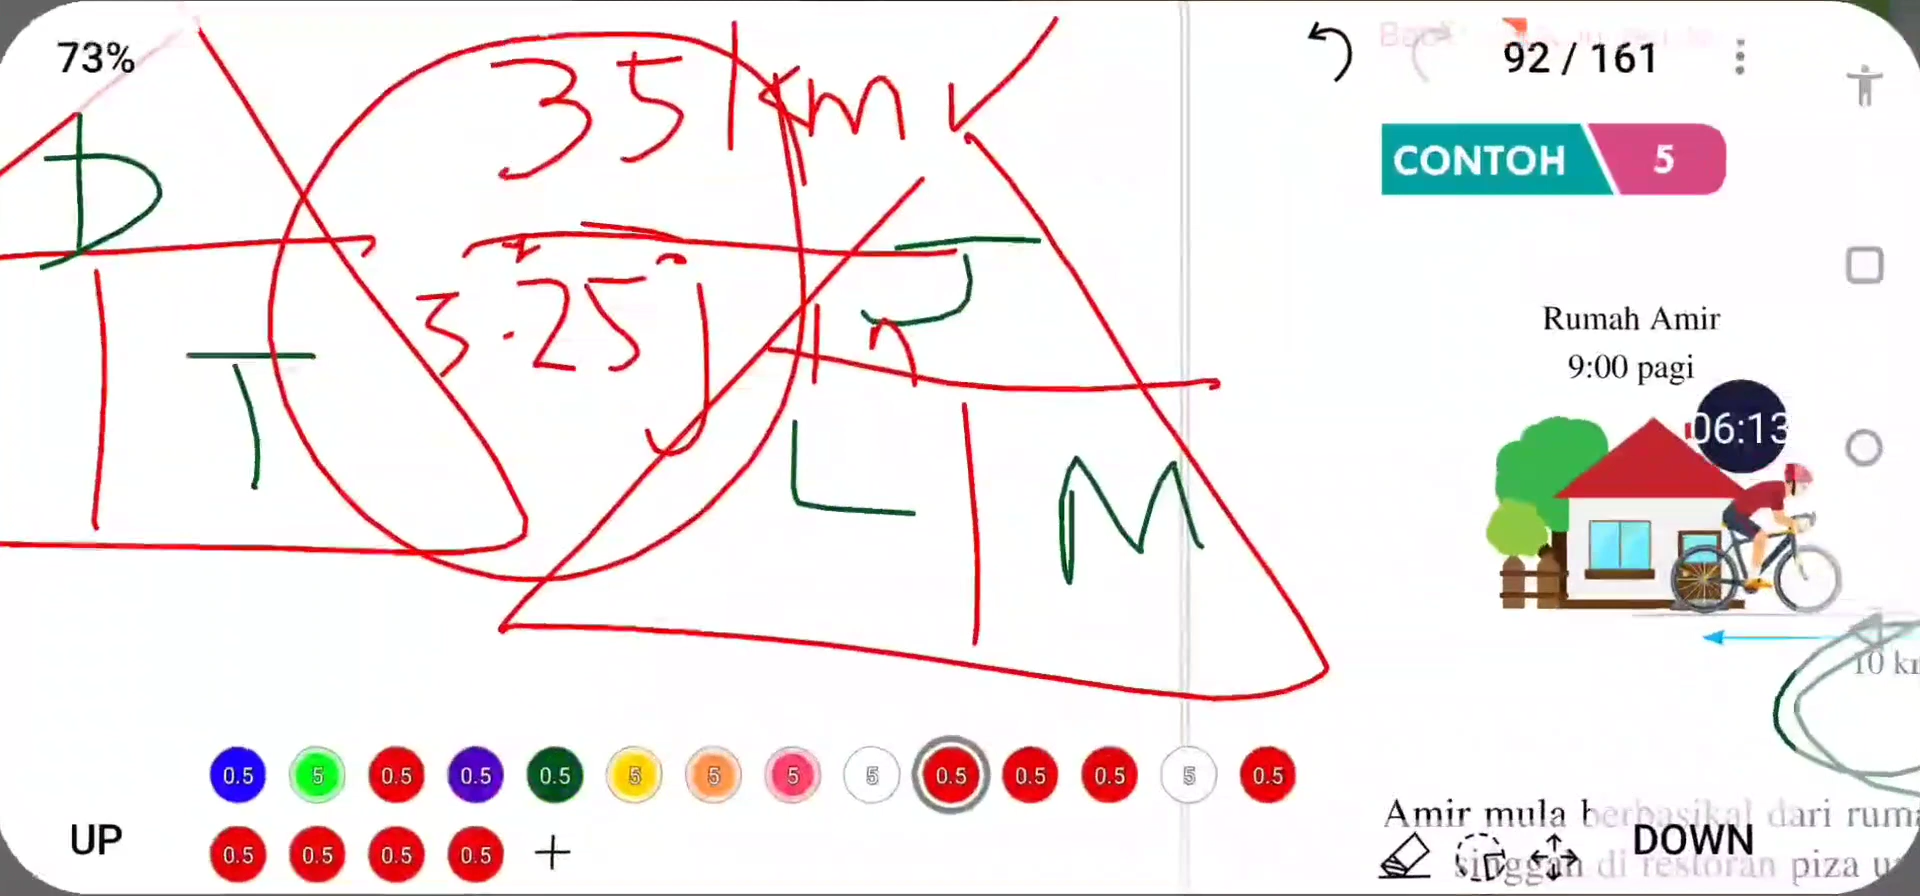 73%
92 / 161
35 km
D
CONTOH 5
3.25 j
J
Rumah Amir
9:00 pagi
T
06:13
L
M
10 km
0.5 5 0.5 0.5 0.5 5 5 5 5 0.5 0.5 0.5 5 0.5
Amir mula berbasikal dari ruma
UP
0.5 0.5 0.5 0.5 +
DOWN
singgah di restoran piza u